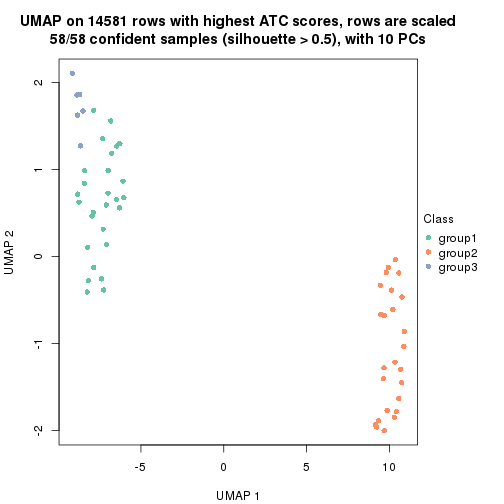 UMAP on 14581 rows with highest ATC scores, rows are scaled
58/58 confident samples (silhouette > 0.5), with 10 PCs
2
1
0
-1
-2
UMAP 2
-5
0
5
10
UMAP 1
Class
group1
group2
group3